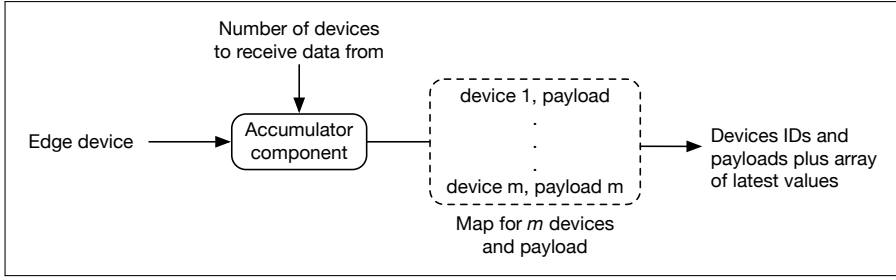 Number of devices
to receive data from
Edge device
Accumulator
component
device 1, payload
.
.
.
device m, payload m
Map for m devices
and payload
Devices IDs and
payloads plus array
of latest values